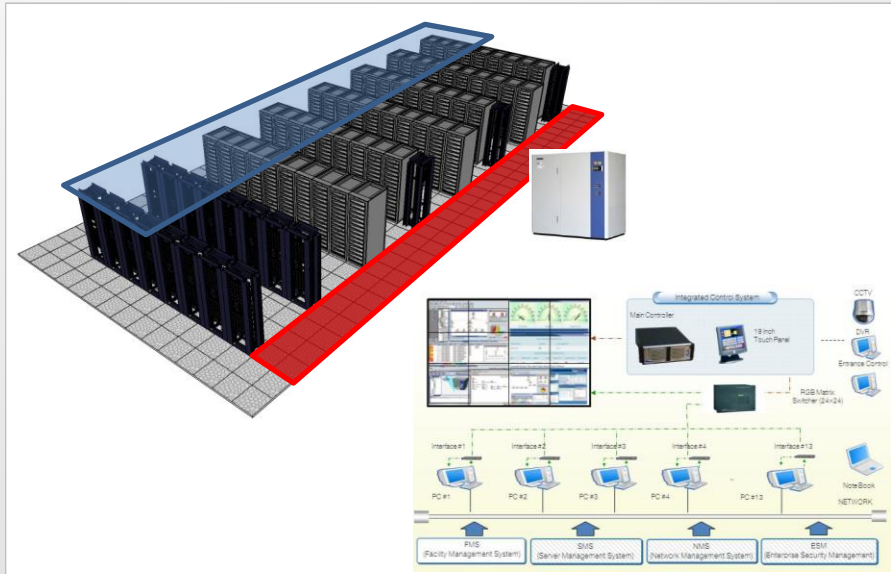 Integrated Control System
Main Controller
19 inch
Touch Panel
CCTV
DVR
Entrance Control
RGB Matrix
Switcher (24×24)
Interface #1
Interface #2
Interface #3
Interface #4
Interface #13
PC #1
PC #2
PC #3
PC #4
PC #13
NoteBook
NETWORK
FMS
(Facility Management System)
SMS
(Server Management System)
NMS
(Network Management System)
ESM
(Enterprise Security Management)